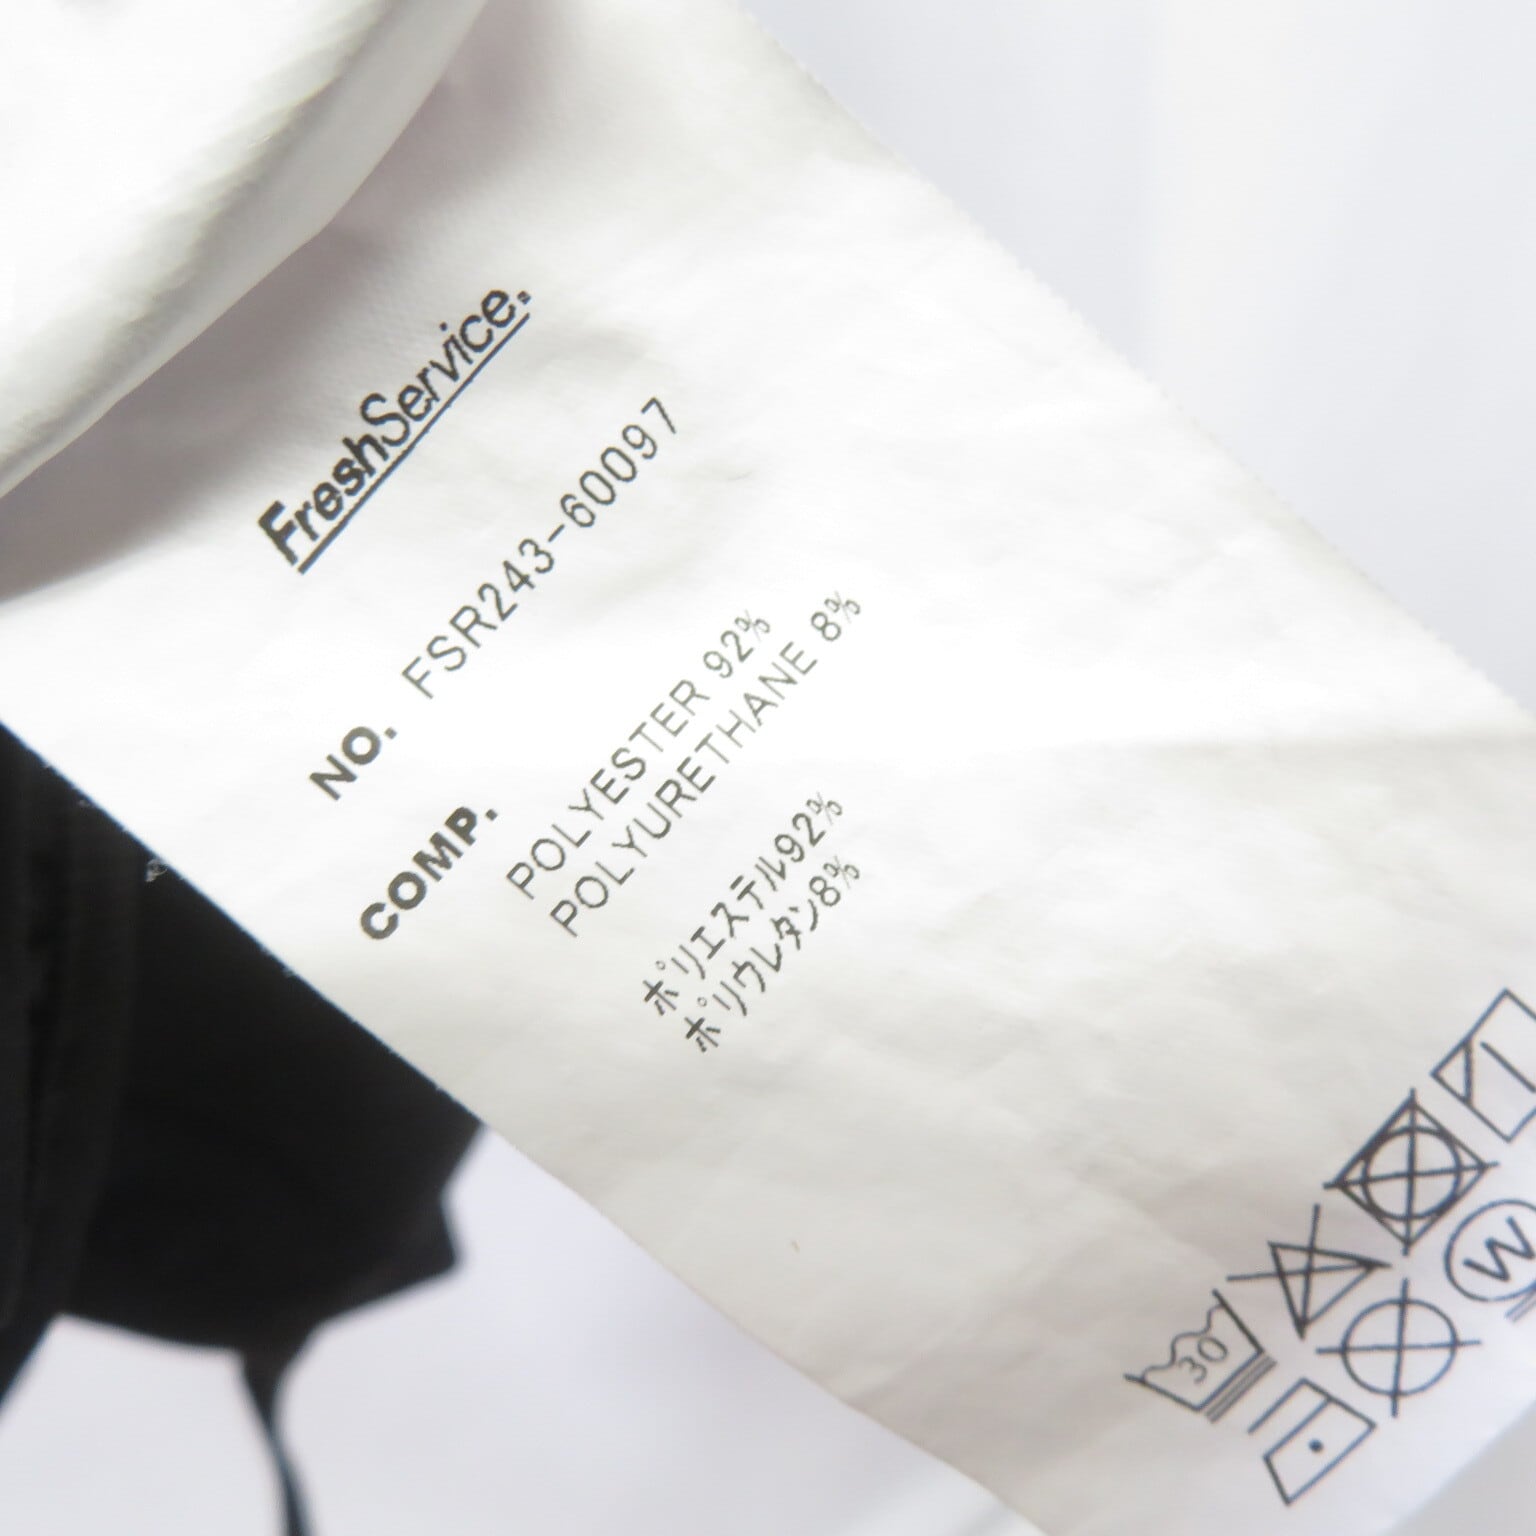 FreshService.
NO. FSR243-60097
COMP. POLYESTER 92%
POLYURETHANE 8%
ポリエステル92%
ポリウレタン8%
30
W